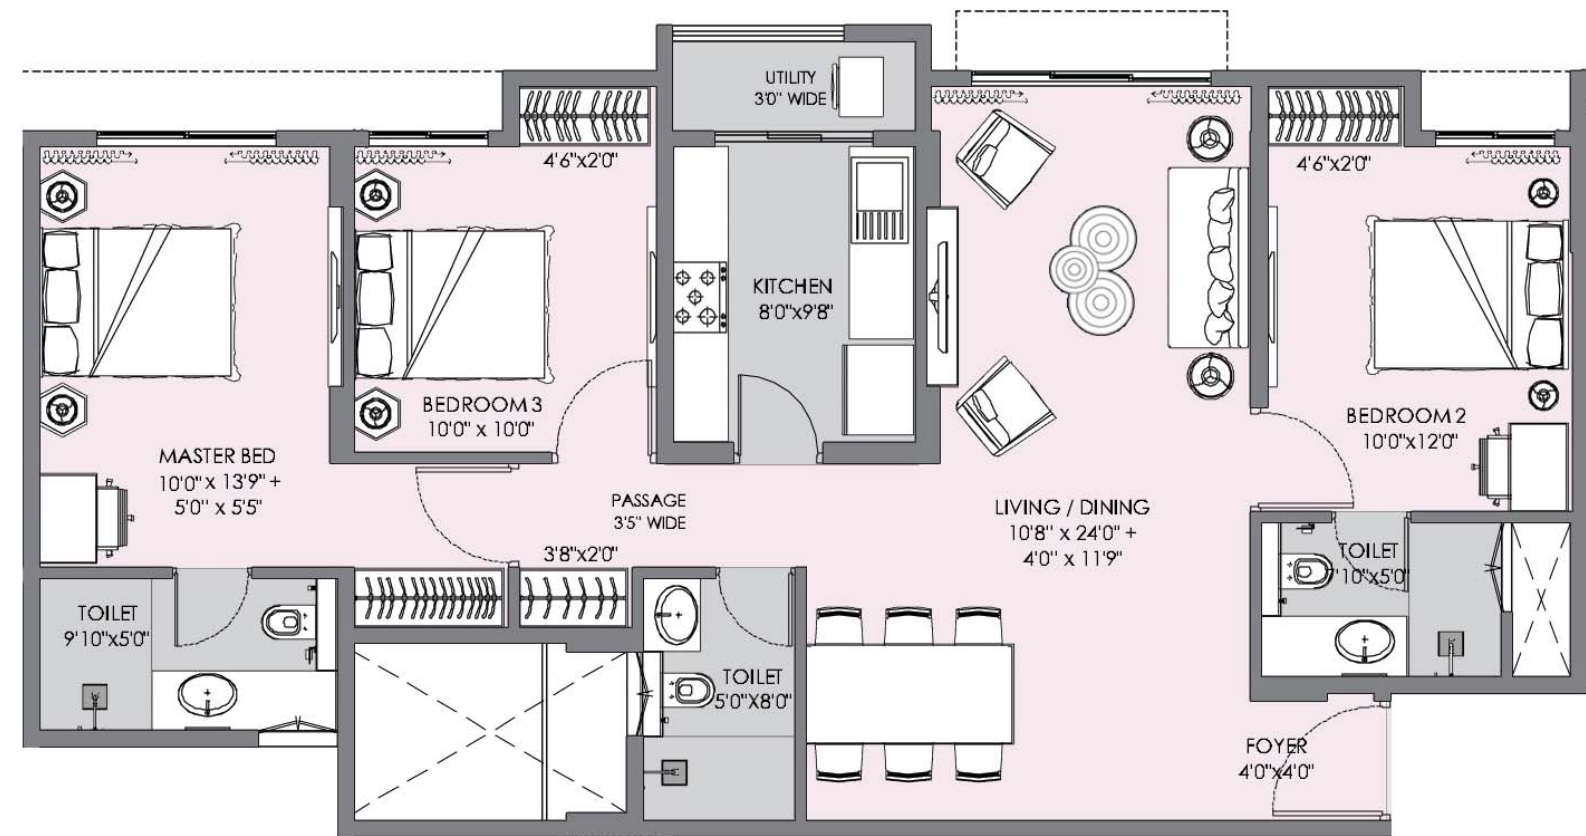 UTILITY
3'0" WIDE
4'6"x2'0"
4'6"x2'0"
KITCHEN
8'0"x9'8"
BEDROOM 3
10'0" x 10'0"
BEDROOM 2
10'0"x12'0"
MASTER BED
10'0" x 13'9" +
5'0" x 5'5"
PASSAGE
3'5" WIDE
LIVING / DINING
10'8" x 24'0" +
4'0" x 11'9"
3'8"x2'0"
TOILET
7'10"x5'0"
TOILET
9'10"x5'0"
TOILET
5'0"X8'0"
FOYER
4'0"x4'0"